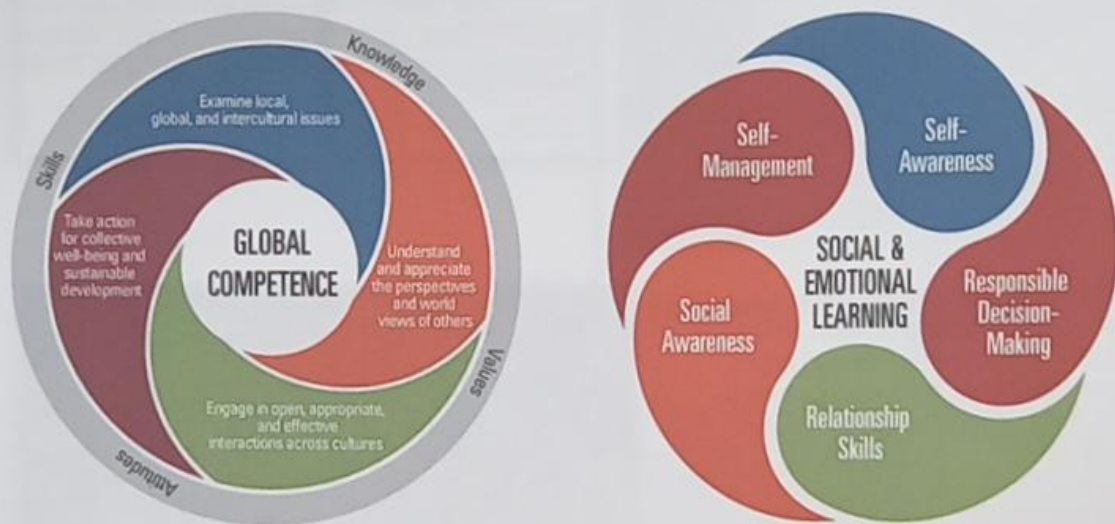 Knowledge
Skills
Values
Attitudes
Examine local,
global, and intercultural issues
Understand
and appreciate
the perspectives
and world
views of others
Engage in open, appropriate,
and effective
interactions across cultures
Take action
for collective
well-being and
sustainable
development
GLOBAL
COMPETENCE
Self-
Awareness
Responsible
Decision-
Making
Relationship
Skills
Social
Awareness
Self-
Management
SOCIAL &
EMOTIONAL
LEARNING